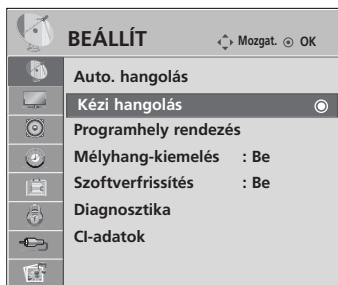 BEÁLLÍT Mozgat. OK
Auto. hangolás
Kézi hangolás
Programhely rendezés
Mélyhang-kiemelés : Be
Szoftverfrissítés : Be
Diagnosztika
CI-adatok